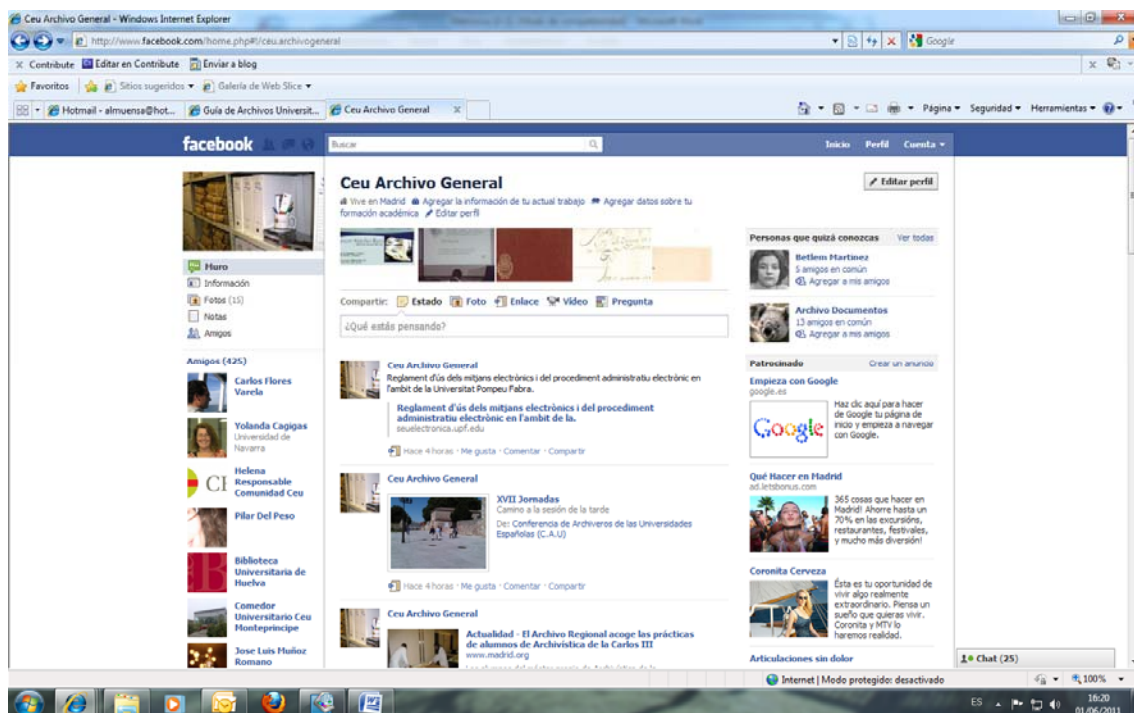 Ceu Archivo General - Windows Internet Explorer
http://www.facebook.com/home.php#!/ceu.archivogeneral
Google
Contribute Editar en Contribute Enviar a blog
Favoritos Sitios sugeridos Galería de Web Slice
Hotmail - almuensa@hot... Guía de Archivos Universit... Ceu Archivo General
Página Seguridad Herramientas
facebook
Buscar
Inicio Perfil Cuenta
Ceu Archivo General
Editar perfil
Vive en Madrid Agregar la información de tu actual trabajo Agregar datos sobre tu
formación académica Editar perfil
Muro
Información
Fotos (15)
Notas
Amigos
Amigos (425)
Carlos Flores
Varela
Yolanda Cagigas
Universidad de
Navarra
Helena
Responsable
Comunidad Ceu
Pilar Del Peso
Biblioteca
Universitaria de
Huelva
Comedor
Universitario Ceu
Montepríncipe
Jose Luis Muñoz
Romano
Compartir: Estado Foto Enlace Vídeo Pregunta
¿Qué estás pensando?
Ceu Archivo General
Reglament d'ús dels mitjans electrònics i del procediment administratiu electrònic en
l'ambit de la Universitat Pompeu Fabra.
Reglament d'ús dels mitjans electrònics i del procediment
administratiu electrònic en l'ambit de la.
seuelectronica.upf.edu
Hace 4 horas · Me gusta · Comentar · Compartir
Ceu Archivo General
XVII Jornadas
Camino a la sesión de la tarde
De: Conferencia de Archiveros de las Universidades
Españolas (C.A.U)
Hace 4 horas · Me gusta · Comentar · Compartir
Ceu Archivo General
Actualidad - El Archivo Regional acoge las prácticas
de alumnos de Archivística de la Carlos III
www.madrid.org
Personas que quizá conozcas Ver todas
Betlem Martinez
5 amigos en común
Agregar a mis amigos
Archivo Documentos
13 amigos en común
Agregar a mis amigos
Patrocinado Crear un anuncio
Empieza con Google
google.es
Google
Haz clic aquí para hacer
de Google tu página de
inicio y empieza a navegar
con Google.
Qué Hacer en Madrid
ad.letsbonus.com
365 cosas que hacer en
Madrid! Ahorre hasta un
70% en las excursións,
restaurantes, festivales,
y mucho más diversión!
Coronita Cerveza
Ésta es tu oportunidad de
vivir algo realmente
extraordinario. Piensa un
sueño que quieras vivir.
Coronita y MTV lo
haremos realidad.
Articulaciones sin dolor
Chat (25)
Internet | Modo protegido: desactivado
100%
ES
16:20
01/06/2011